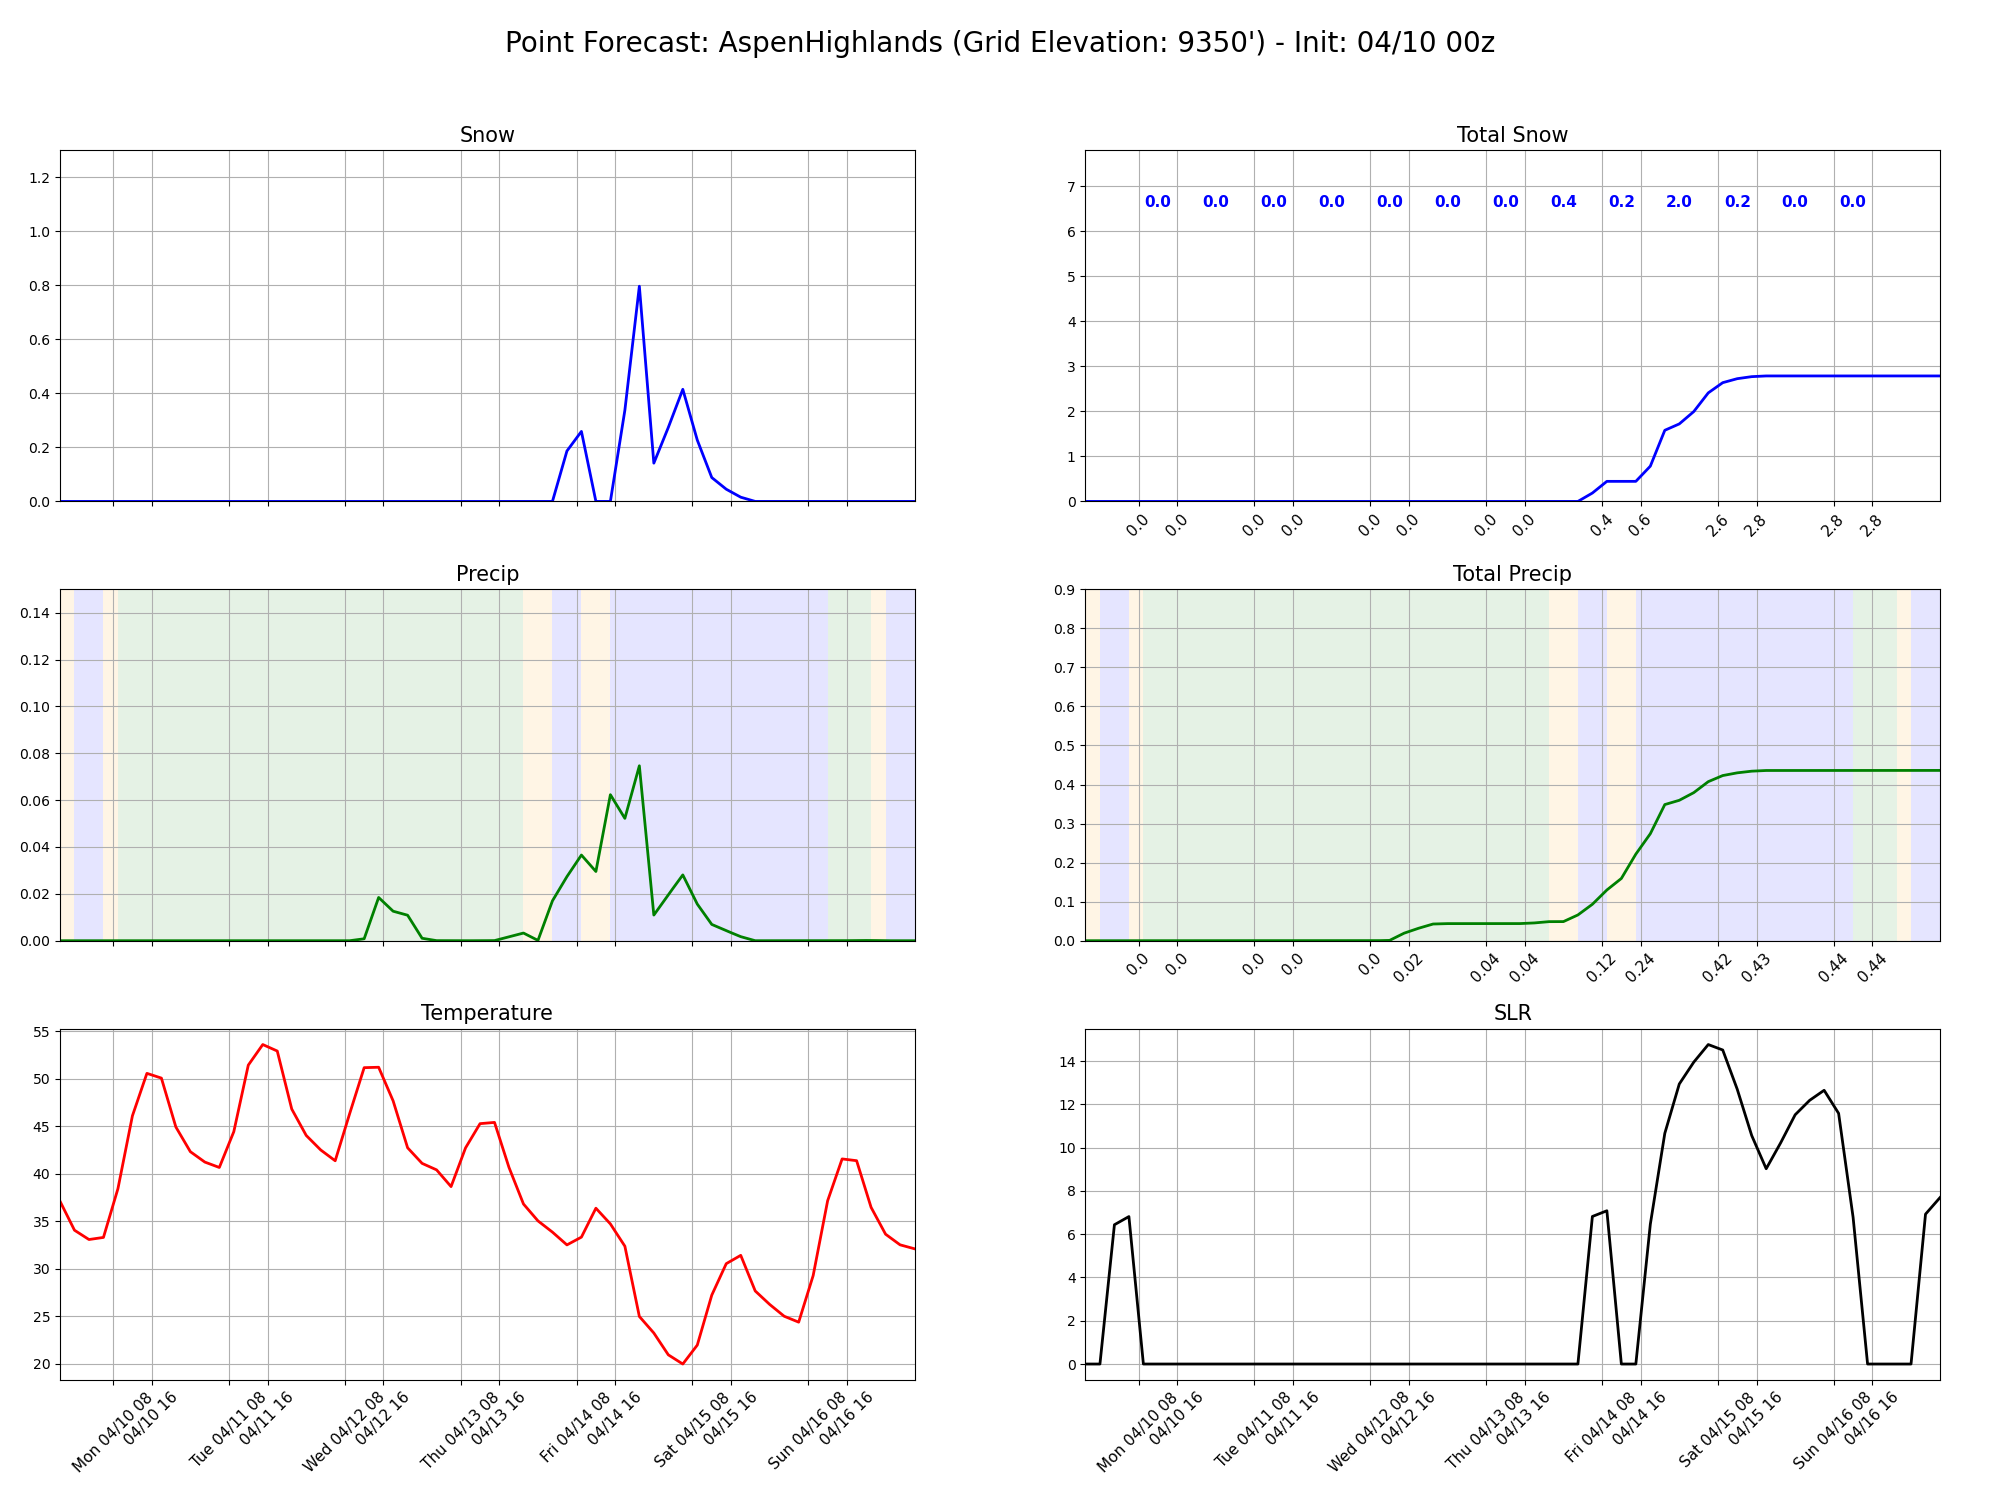 Point Forecast: AspenHighlands (Grid Elevation: 9350') - Init: 04/10 00z
Snow
1.2
1.0
0.8
0.6
0.4
0.2
0.0
Total Snow
7
6
5
4
3
2
1
0
0.0 0.0 0.0 0.0 0.0 0.0 0.0 0.4 0.2 2.0 0.2 0.0 0.0
0.0 0.0 0.0 0.0 0.0 0.0 0.0 0.0 0.4 0.6 2.6 2.8 2.8 2.8
Precip
0.14
0.12
0.10
0.08
0.06
0.04
0.02
0.00
Total Precip
0.9
0.8
0.7
0.6
0.5
0.4
0.3
0.2
0.1
0.0
0.0 0.0 0.0 0.0 0.0 0.02 0.04 0.04 0.12 0.24 0.42 0.43 0.44 0.44
Temperature
55
50
45
40
35
30
25
20
Mon 04/10 08
04/10 16
Tue 04/11 08
04/11 16
Wed 04/12 08
04/12 16
Thu 04/13 08
04/13 16
Fri 04/14 08
04/14 16
Sat 04/15 08
04/15 16
Sun 04/16 08
04/16 16
SLR
14
12
10
8
6
4
2
0
Mon 04/10 08
04/10 16
Tue 04/11 08
04/11 16
Wed 04/12 08
04/12 16
Thu 04/13 08
04/13 16
Fri 04/14 08
04/14 16
Sat 04/15 08
04/15 16
Sun 04/16 08
04/16 16